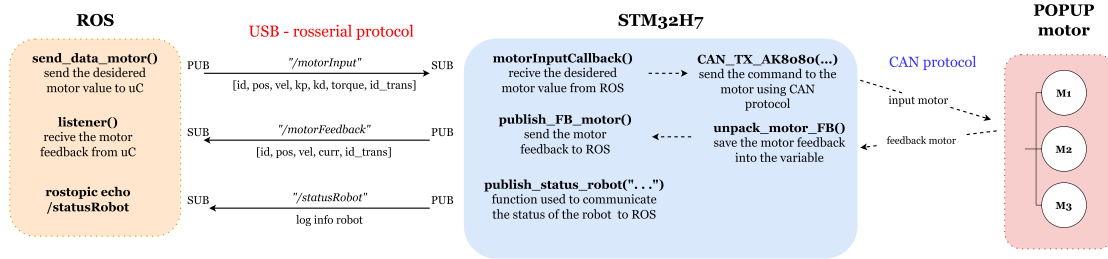 ROS
USB - rosserial protocol
STM32H7
POPUP
motor
send_data_motor()
send the desidered
motor value to uC
PUB
"/motorInput"
[id, pos, vel, kp, kd, torque, id_trans]
SUB
motorInputCallback()
recive the desidered
motor value from ROS
CAN_TX_AK8080(...)
send the command to the
motor using CAN
protocol
CAN protocol
input motor
M1
listener()
recive the motor
feedback from uC
SUB
"/motorFeedback"
[id, pos, vel, curr, id_trans]
PUB
publish_FB_motor()
send the motor
feedback to ROS
unpack_motor_FB()
save the motor feedback
into the variable
feedback motor
M2
rostopic echo
/statusRobot
SUB
"/statusRobot"
log info robot
PUB
publish_status_robot("...")
function used to communicate
the status of the robot to ROS
M3